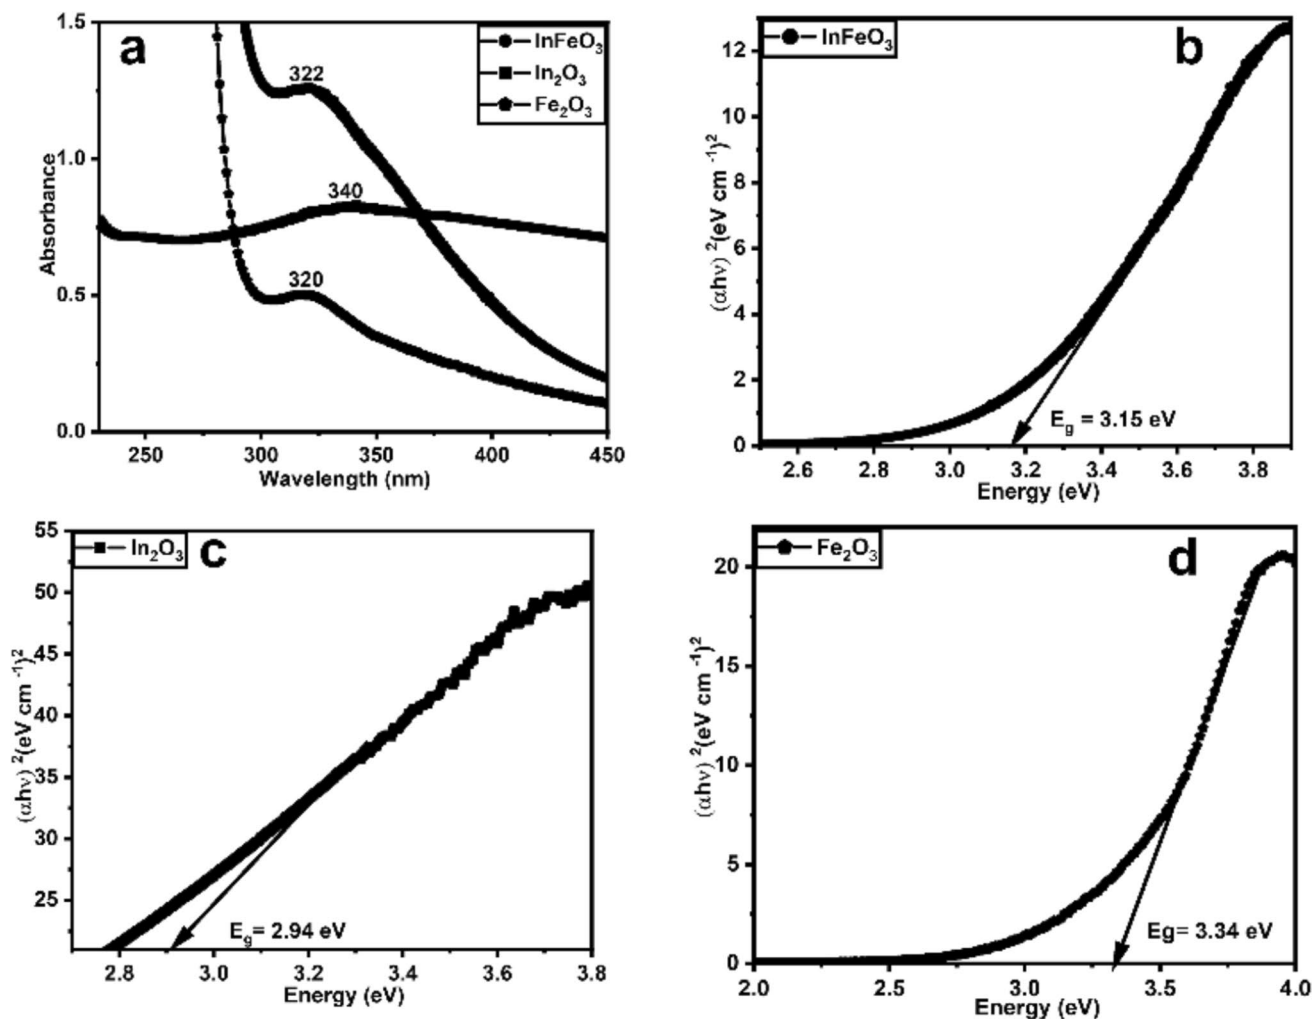 a
InFeO3
In2O3
Fe2O3
322
340
320
1.5
1.0
0.5
0.0
Absorbance
250 300 350 400 450
Wavelength (nm)
b
InFeO3
12
10
8
6
4
2
0
(αhν) 2(eV cm -1)2
Eg = 3.15 eV
2.6 2.8 3.0 3.2 3.4 3.6 3.8
Energy (eV)
c
In2O3
55
50
45
40
35
30
25
(αhν) 2(eV cm -1)2
Eg= 2.94 eV
2.8 3.0 3.2 3.4 3.6 3.8
Energy (eV)
d
Fe2O3
20
15
10
5
0
(αhν) 2(eV cm -1)2
Eg= 3.34 eV
2.0 2.5 3.0 3.5 4.0
Energy (eV)